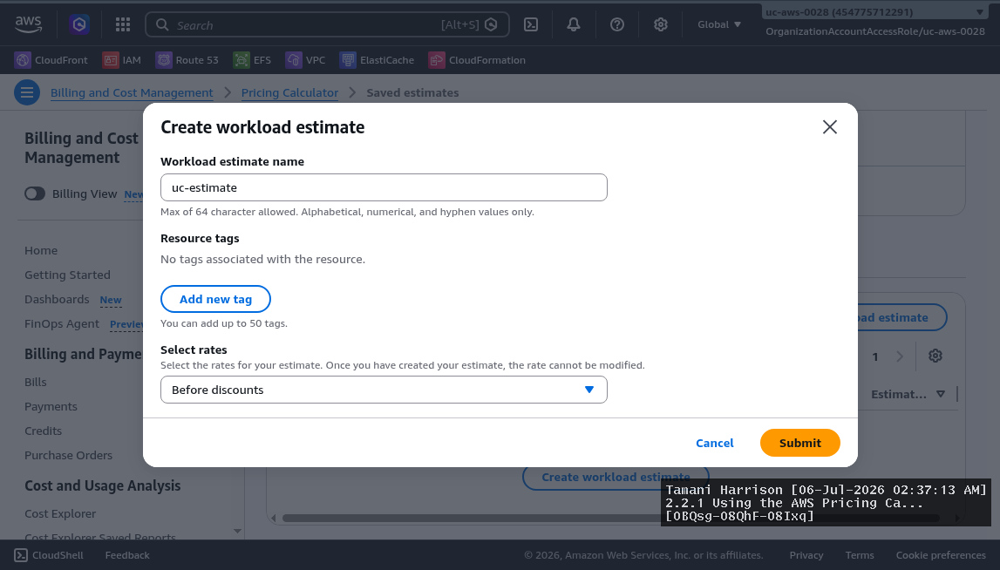 aws
Search
[Alt+S]
Global
uc-aws-0028 (454775712291)
OrganizationAccountAccessRole/uc-aws-0028
CloudFront
IAM
Route 53
EFS
VPC
ElastiCache
CloudFormation
Billing and Cost Management
Pricing Calculator
Saved estimates
Billing and Cost
Management
Billing View
New
Home
Getting Started
Dashboards
New
FinOps Agent
Preview
Billing and Payme
Bills
Payments
Credits
Purchase Orders
Cost and Usage Analysis
Cost Explorer
Cost Explorer Saved Reports
Create workload estimate
Workload estimate name
uc-estimate
Max of 64 character allowed. Alphabetical, numerical, and hyphen values only.
Resource tags
No tags associated with the resource.
Add new tag
You can add up to 50 tags.
Select rates
Select the rates for your estimate. Once you have created your estimate, the rate cannot be modified.
Before discounts
Cancel
Submit
ad estimate
1
Estimat...
Create workload estimate
Tamani Harrison [06-Jul-2026 02:37:13 AM]
2.2.1 Using the AWS Pricing Ca...
[OBQsg-O8QhF-O8Ixq]
CloudShell
Feedback
© 2026, Amazon Web Services, Inc. or its affiliates.
Privacy
Terms
Cookie preferences